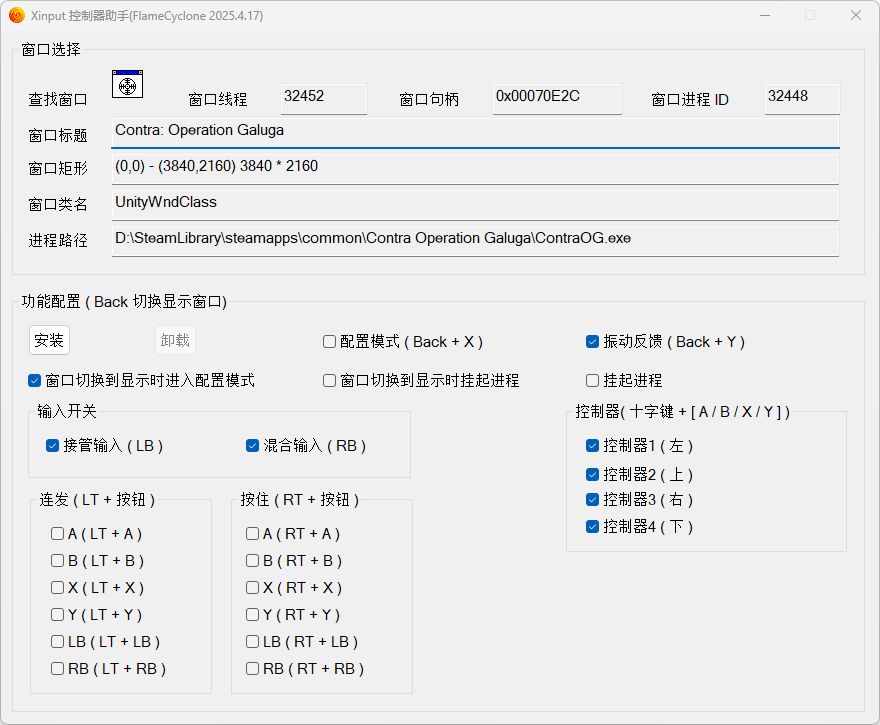 Xinput 控制器助手(FlameCyclone 2025.4.17)
窗口选择
查找窗口 窗口线程 32452 窗口句柄 0x00070E2C 窗口进程 ID 32448
窗口标题 Contra: Operation Galuga
窗口矩形 (0,0) - (3840,2160) 3840 * 2160
窗口类名 UnityWndClass
进程路径 D:\SteamLibrary\steamapps\common\Contra Operation Galuga\ContraOG.exe
功能配置 ( Back 切换显示窗口)
安装 卸载 配置模式 ( Back + X ) 振动反馈 ( Back + Y )
窗口切换到显示时进入配置模式 窗口切换到显示时挂起进程 挂起进程
输入开关
接管输入 ( LB ) 混合输入 ( RB )
控制器( 十字键 + [ A / B / X / Y ] )
控制器1 ( 左 )
控制器2 ( 上 )
控制器3 ( 右 )
控制器4 ( 下 )
连发 ( LT + 按钮 )
A ( LT + A )
B ( LT + B )
X ( LT + X )
Y ( LT + Y )
LB ( LT + LB )
RB ( LT + RB )
按住 ( RT + 按钮 )
A ( RT + A )
B ( RT + B )
X ( RT + X )
Y ( RT + Y )
LB ( RT + LB )
RB ( RT + RB )